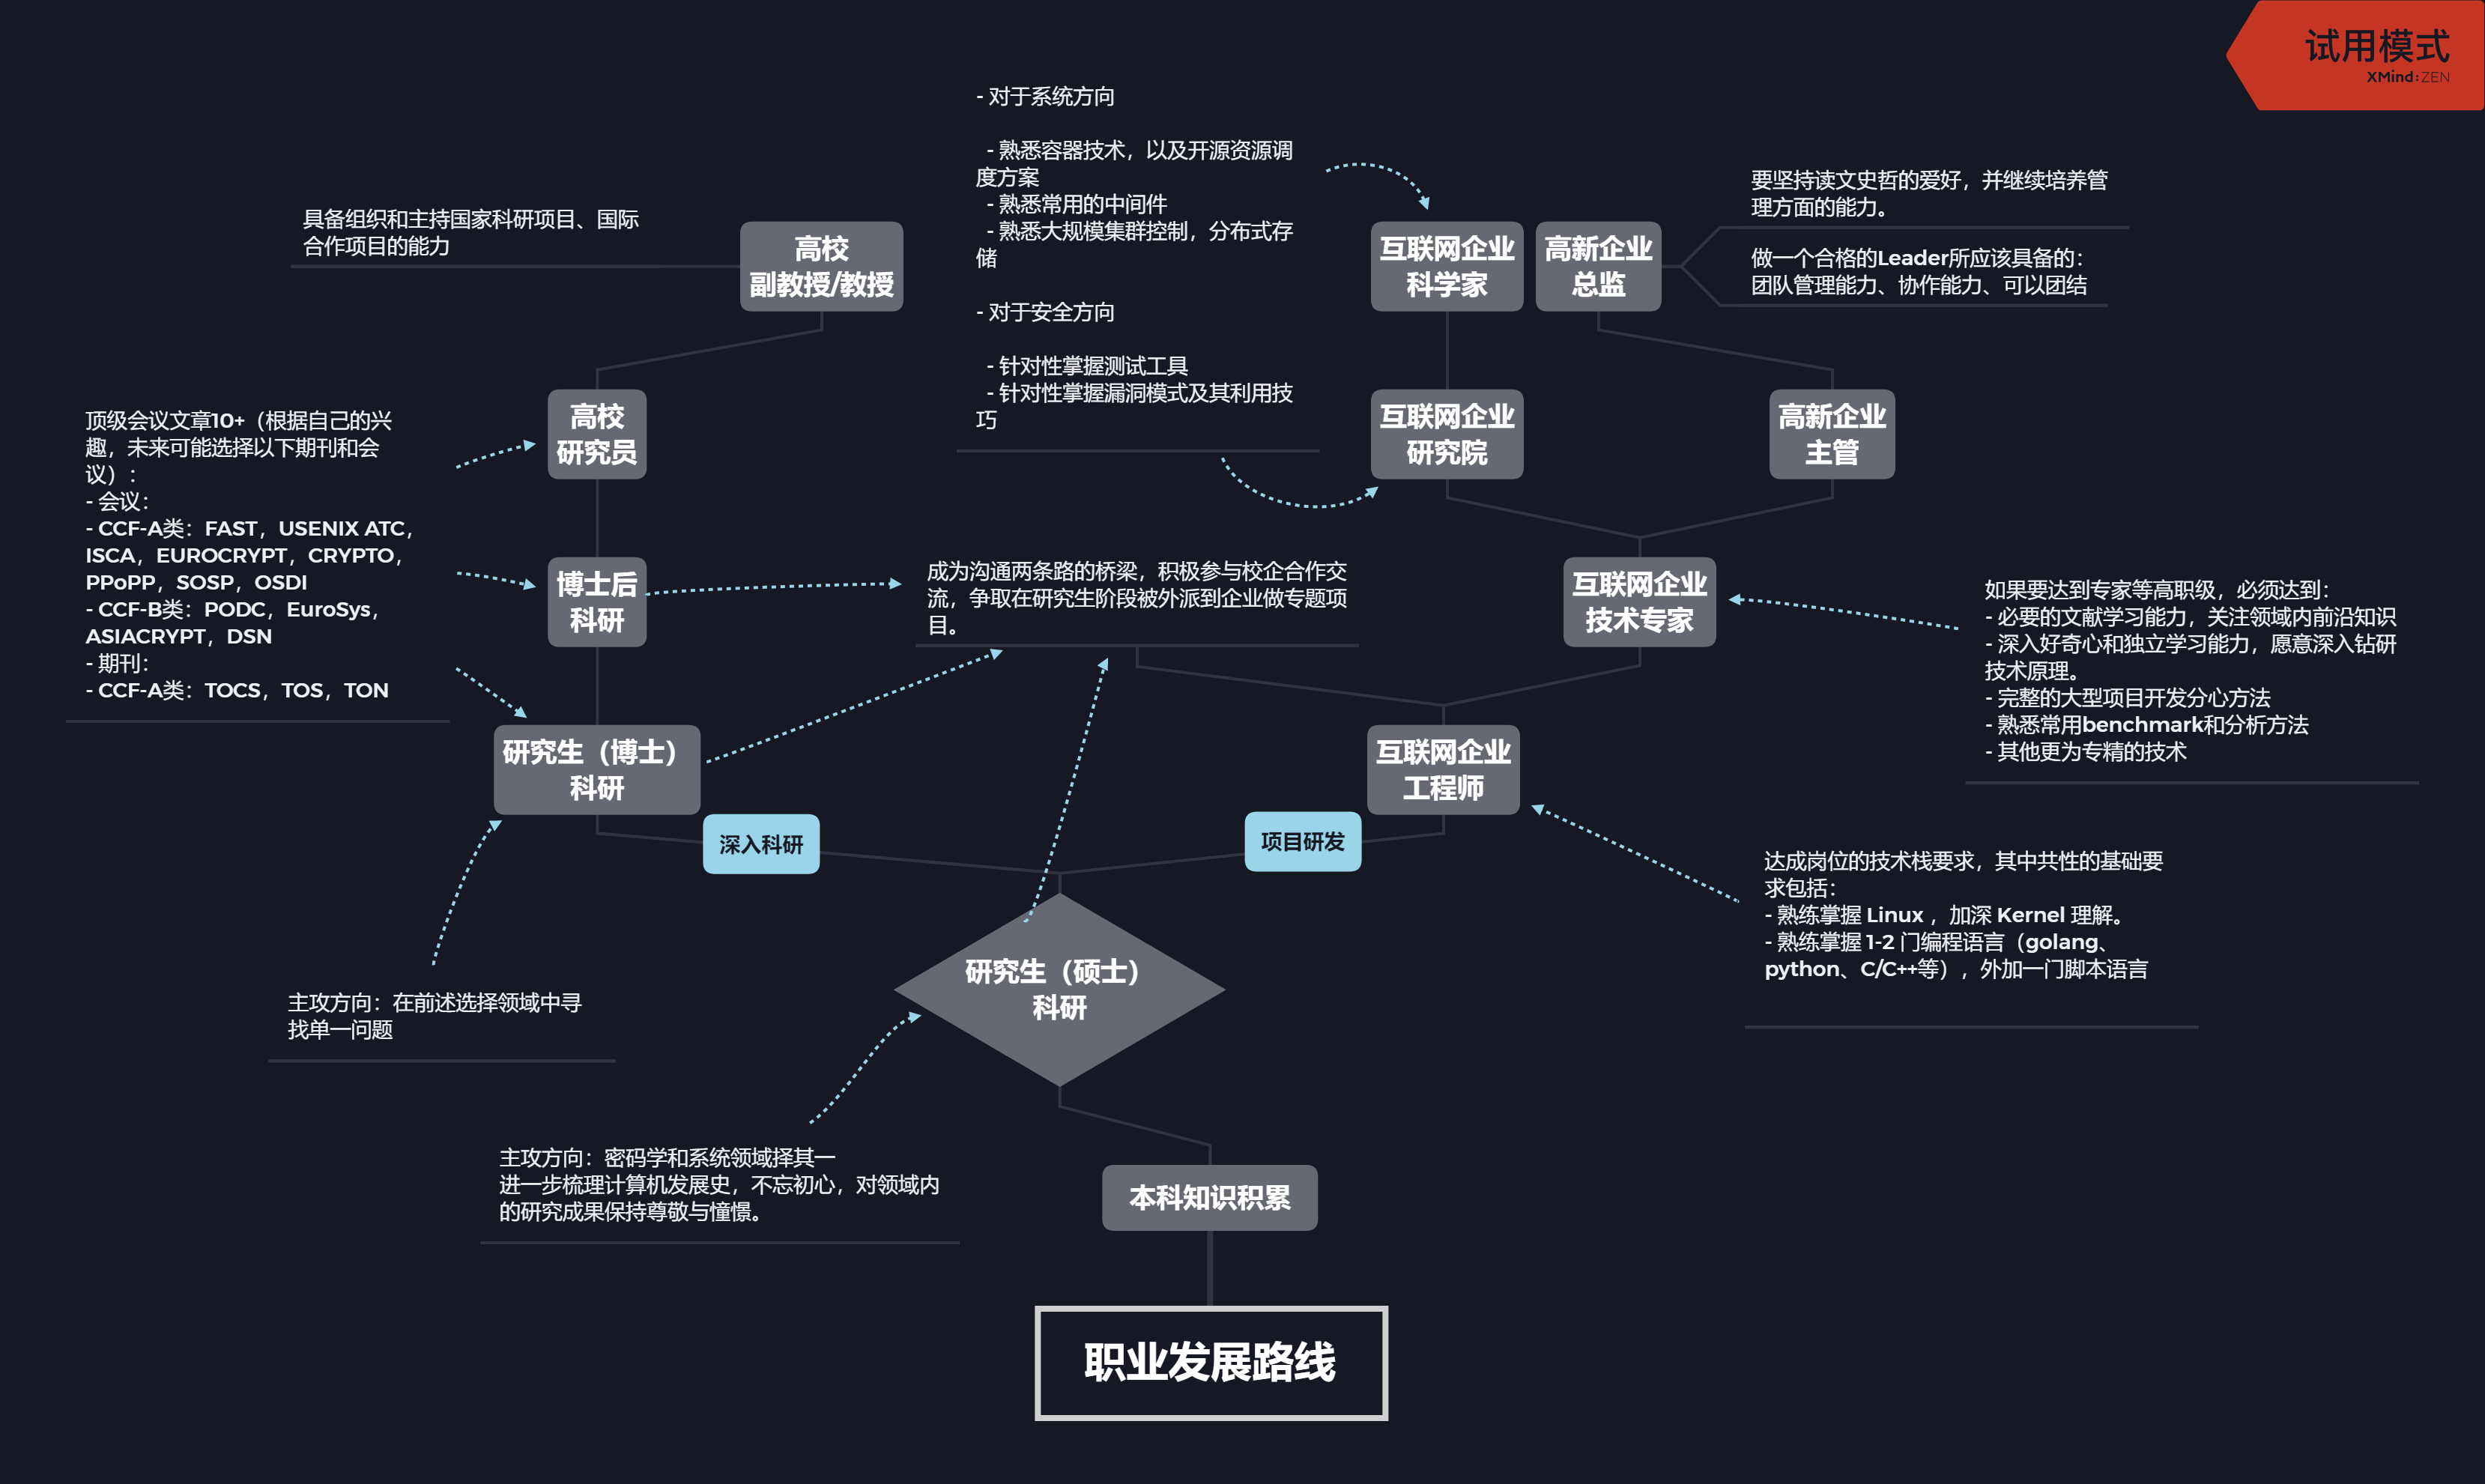 试用模式
XMind:ZEN
- 对于系统方向
- 熟悉容器技术，以及开源资源调
度方案
- 熟悉常用的中间件
- 熟悉大规模集群控制，分布式存
储
- 对于安全方向
- 针对性掌握测试工具
- 针对性掌握漏洞模式及其利用技
巧
具备组织和主持国家科研项目、国际
合作项目的能力
高校
副教授/教授
互联网企业
科学家
高新企业
总监
要坚持读文史哲的爱好，并继续培养管
理方面的能力。
做一个合格的Leader所应该具备的：
团队管理能力、协作能力、可以团结
顶级会议文章10+（根据自己的兴
趣，未来可能选择以下期刊和会
议）：
- 会议：
- CCF-A类：FAST，USENIX ATC，
ISCA，EUROCRYPT，CRYPTO，
PPoPP，SOSP，OSDI
- CCF-B类：PODC，EuroSys，
ASIACRYPT，DSN
- 期刊：
- CCF-A类：TOCS，TOS，TON
高校
研究员
互联网企业
研究院
高新企业
主管
博士后
科研
成为沟通两条路的桥梁，积极参与校企合作交
流，争取在研究生阶段被外派到企业做专题项
目。
互联网企业
技术专家
如果要达到专家等高职级，必须达到：
- 必要的文献学习能力，关注领域内前沿知识
- 深入好奇心和独立学习能力，愿意深入钻研
技术原理。
- 完整的大型项目开发分心方法
- 熟悉常用benchmark和分析方法
- 其他更为专精的技术
研究生（博士）
科研
互联网企业
工程师
深入科研
项目研发
达成岗位的技术栈要求，其中共性的基础要
求包括：
- 熟练掌握 Linux ，加深 Kernel 理解。
- 熟练掌握 1-2 门编程语言（golang、
python、C/C++等），外加一门脚本语言
研究生（硕士）
科研
主攻方向：在前述选择领域中寻
找单一问题
主攻方向：密码学和系统领域择其一
进一步梳理计算机发展史，不忘初心，对领域内
的研究成果保持尊敬与憧憬。
本科知识积累
职业发展路线